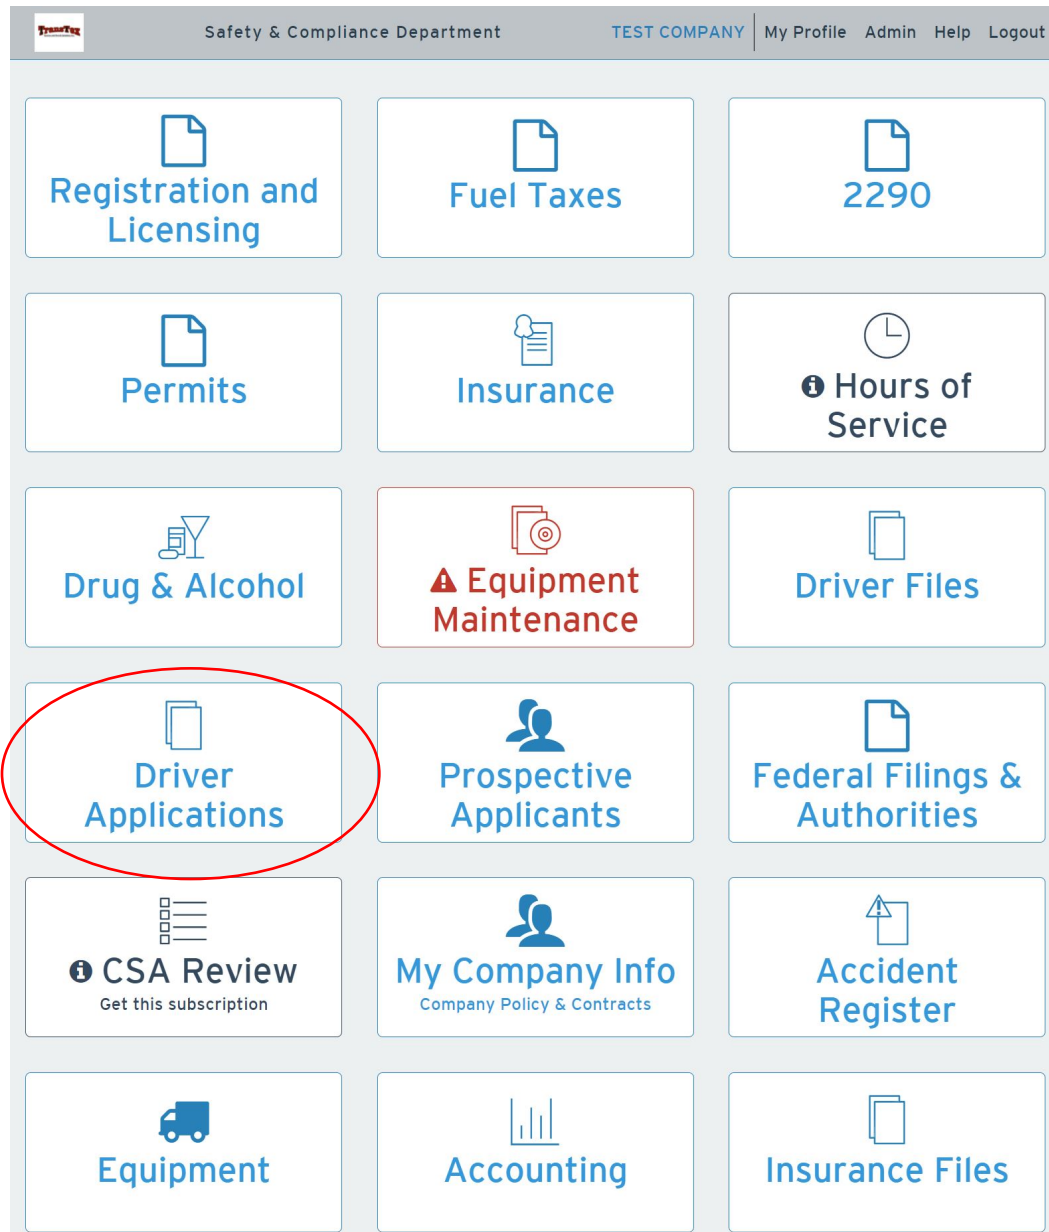 TransTax
Safety & Compliance Department
TEST COMPANY My Profile Admin Help Logout
Registration and
Licensing
Fuel Taxes
2290
Permits
Insurance
Hours of
Service
Drug & Alcohol
Equipment
Maintenance
Driver Files
Driver
Applications
Prospective
Applicants
Federal Filings &
Authorities
CSA Review
Get this subscription
My Company Info
Company Policy & Contracts
Accident
Register
Equipment
Accounting
Insurance Files